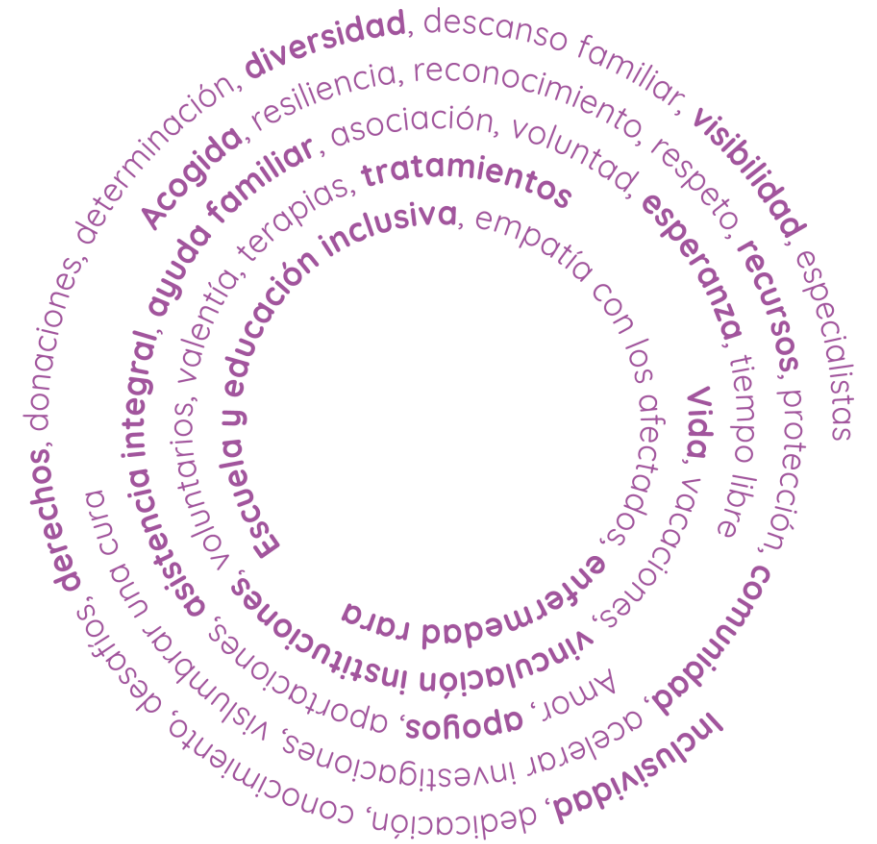 Inclusividad, dedicación, conocimiento, desafíos, derechos, donaciones, determinación, diversidad, descanso familiar, visibilidad, especialistas
Acogida, resiliencia, reconocimiento, respeto, recursos, protección, comunidad, acelerar investigaciones, vislumbrar una cura
Amor, apoyos, aportaciones, asistencia integral, ayuda familiar, asociación, voluntad, esperanza, tiempo libre
Vida, vacaciones, vinculación instituciones, voluntarios, valentía, terapias, tratamientos
Escuela y educación inclusiva, empatía con los afectados, enfermedad rara